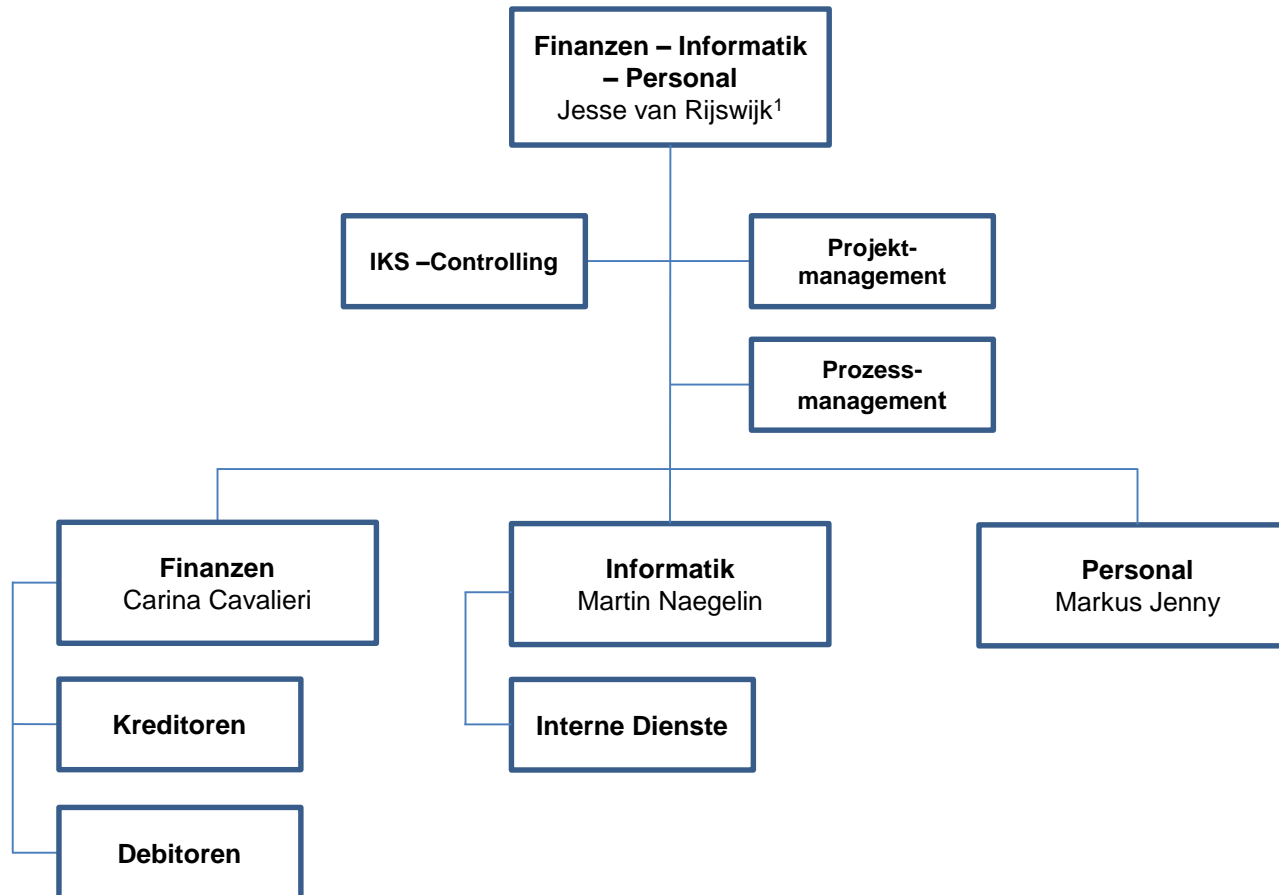 Finanzen – Informatik
– Personal
Jesse van Rijswijk¹
IKS –Controlling
Projekt-
management
Prozess-
management
Finanzen
Carina Cavalieri
Informatik
Martin Naegelin
Personal
Markus Jenny
Kreditoren
Interne Dienste
Debitoren